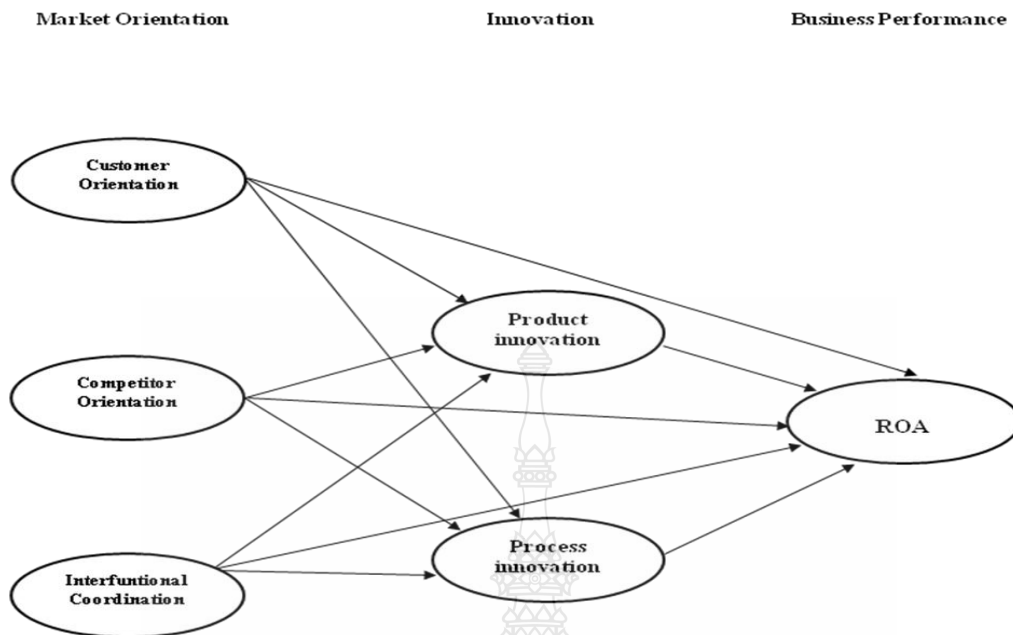 Market Orientation
Innovation
Business Performance
Customer
Orientation
Product
innovation
Competitor
Orientation
ROA
Process
innovation
Interfuntional
Coordination